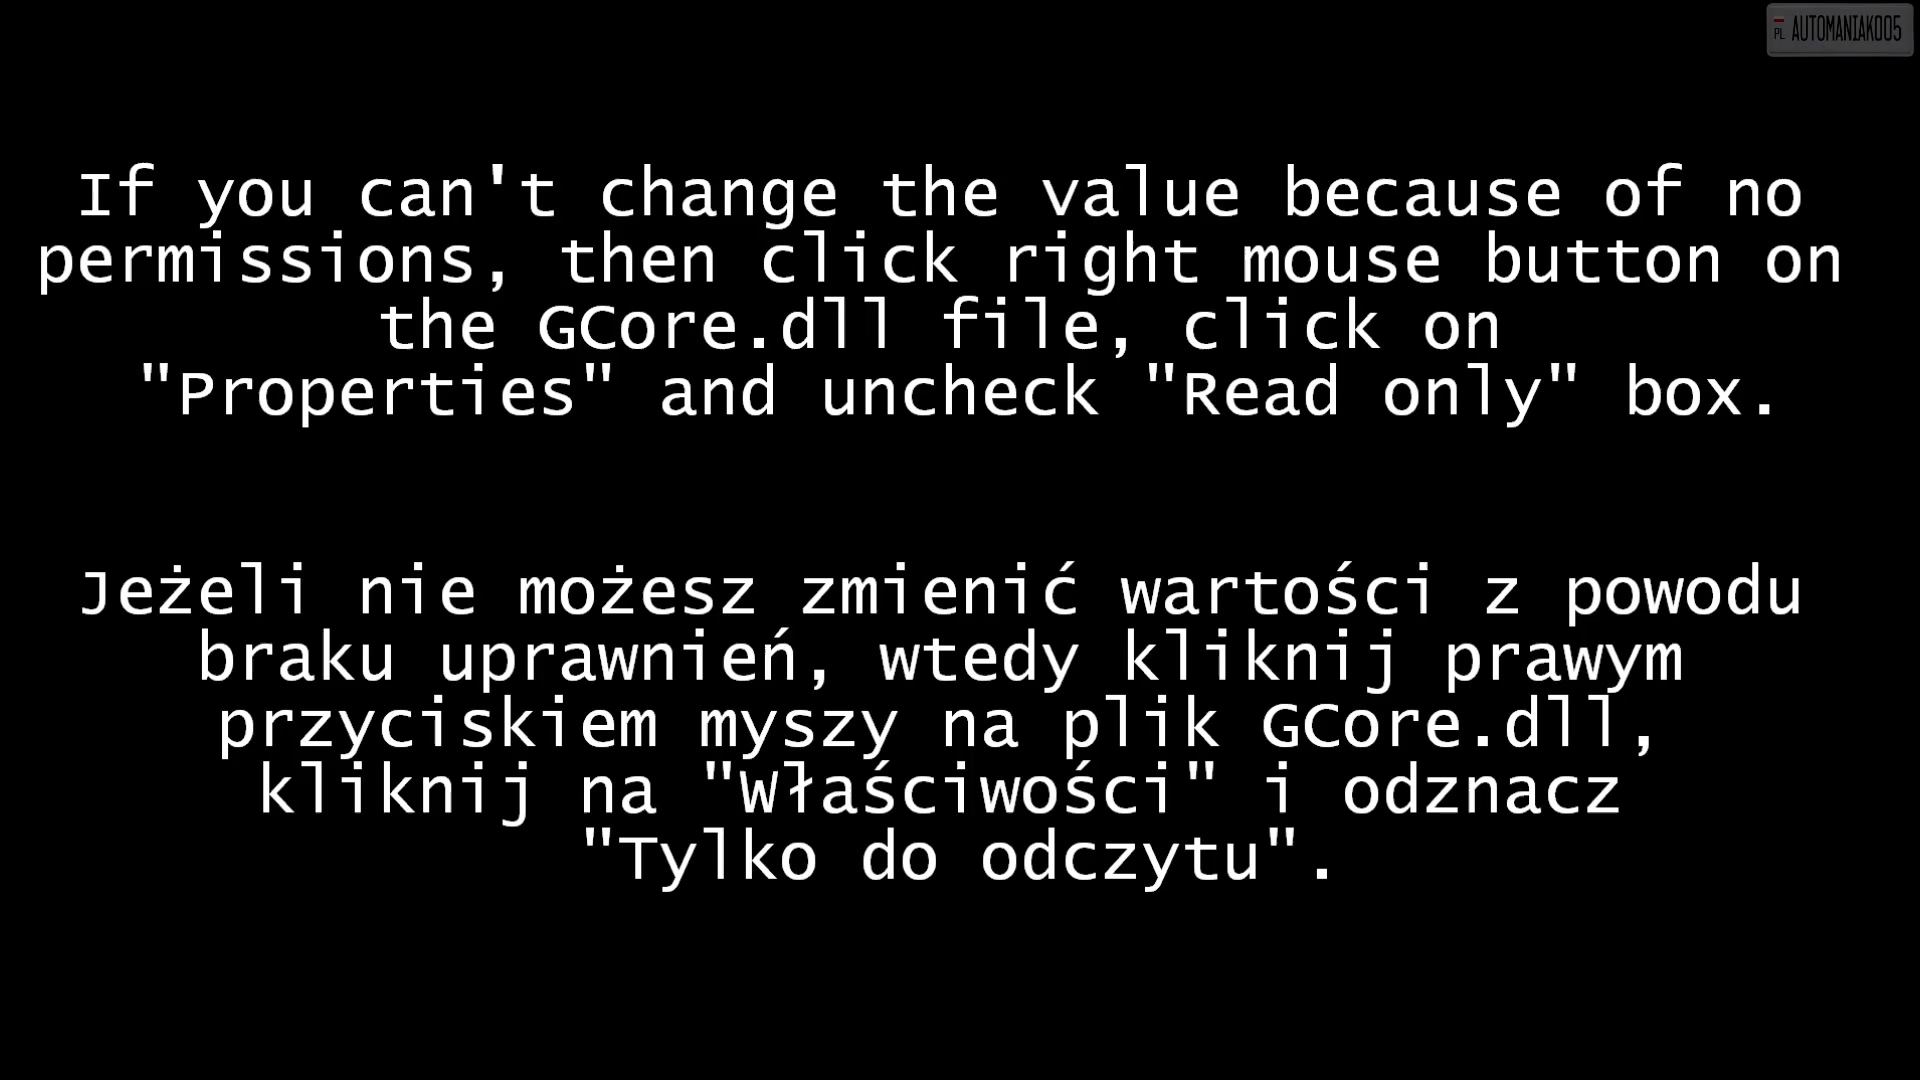 PL AUTOMANIAK005
If you can't change the value because of no
permissions, then click right mouse button on
the GCore.dll file, click on
"Properties" and uncheck "Read only" box.
Jeżeli nie możesz zmienić wartości z powodu
braku uprawnień, wtedy kliknij prawym
przyciskiem myszy na plik GCore.dll,
kliknij na "Właściwości" i odznacz
"Tylko do odczytu".